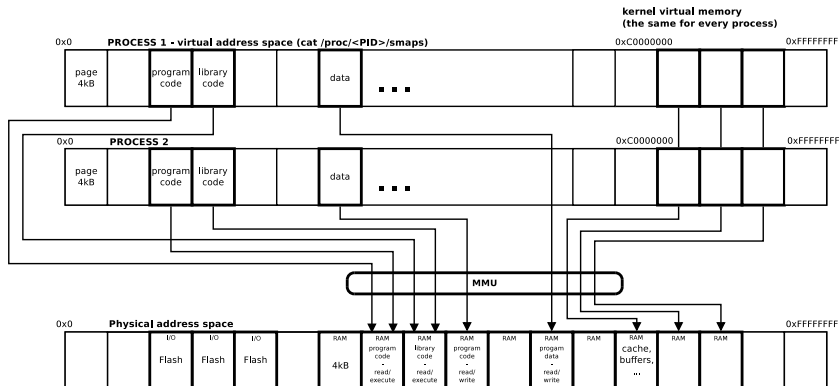 kernel virtual memory
(the same for every process)
0x0 PROCESS 1 - virtual address space (cat /proc/<PID>/smaps) 0xC0000000 0xFFFFFFFF
page
4kB
program
code
library
code
data
...
0x0 PROCESS 2 0xC0000000 0xFFFFFFFF
page
4kB
program
code
library
code
data
...
MMU
0x0 Physical address space 0xFFFFFFFF
I/O
Flash
I/O
Flash
I/O
Flash
RAM
4kB
RAM
program
code
-
read/
execute
RAM
library
code
-
read/
execute
RAM
program
code
-
read/
write
RAM
RAM
progam
data
-
read/
write
RAM
RAM
cache,
buffers,
...
RAM
RAM